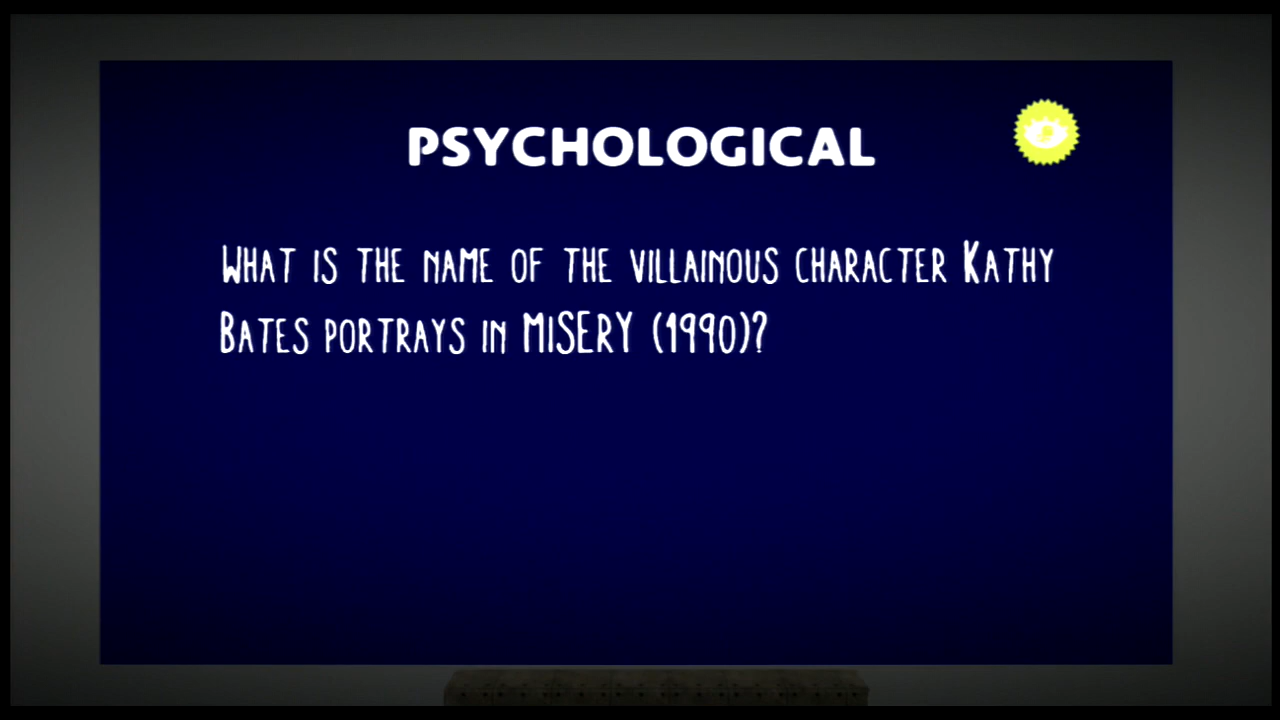 PSYCHOLOGICAL
WHAT IS THE NAME OF THE VILLAINOUS CHARACTER KATHY
BATES PORTRAYS IN MISERY (1990)?